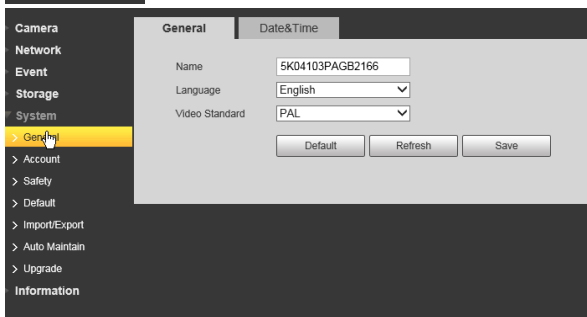 Camera
Network
Event
Storage
System
General
Account
Safety
Default
Import/Export
Auto Maintain
Upgrade
Information
General Date&Time
Name 5K04103PAGB2166
Language English
Video Standard PAL
Default Refresh Save